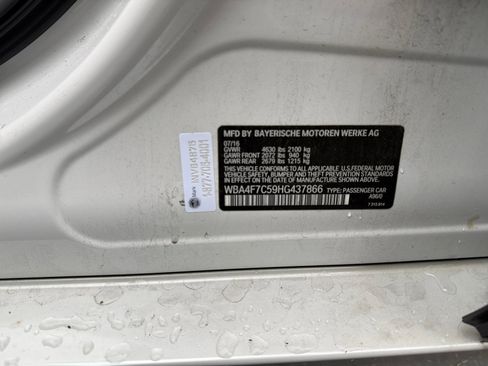 MFD BY BAYERISCHE MOTOREN WERKE AG
07/16
GVWR 4630 lbs 2100 kg
GAWR FRONT 2072 lbs 940 kg
GAWR REAR 2679 lbs 1215 kg
THIS VEHICLE CONFORMS TO ALL APPLICABLE U.S. FEDERAL MOTOR
VEHICLE SAFETY, BUMPER AND THEFT PREVENTION STANDARDS
IN EFFECT ON THE DATE OF MANUFACTURE SHOWN ABOVE.
WBA4F7C59HG437866 TYPE: PASSENGER CAR
A96/0